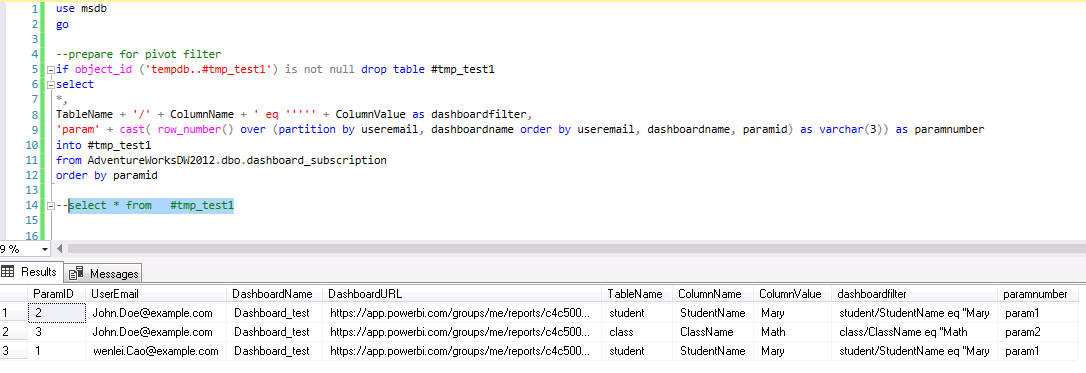 1 use msdb
2 go
3
4 --prepare for pivot filter
5 if object_id ('tempdb..#tmp_test1') is not null drop table #tmp_test1
6 select
7 *,
8 TableName + '/' + ColumnName + ' eq ''''' + ColumnValue as dashboardfilter,
9 'param' + cast( row_number() over (partition by useremail, dashboardname order by useremail, dashboardname, paramid) as varchar(3)) as paramnumber
10 into #tmp_test1
11 from AdventureWorksDW2012.dbo.dashboard_subscription
12 order by paramid
13
14 --select * from   #tmp_test1
15
16
9 %
Results Messages
ParamID UserEmail DashboardName DashboardURL TableName ColumnName ColumnValue dashboardfilter paramnumber
1 2 John.Doe@example.com Dashboard_test https://app.powerbi.com/groups/me/reports/c4c500... student StudentName Mary student/StudentName eq ''Mary param1
2 3 John.Doe@example.com Dashboard_test https://app.powerbi.com/groups/me/reports/c4c500... class ClassName Math class/ClassName eq ''Math param2
3 1 wenlei.Cao@example.com Dashboard_test https://app.powerbi.com/groups/me/reports/c4c500... student StudentName Mary student/StudentName eq ''Mary param1